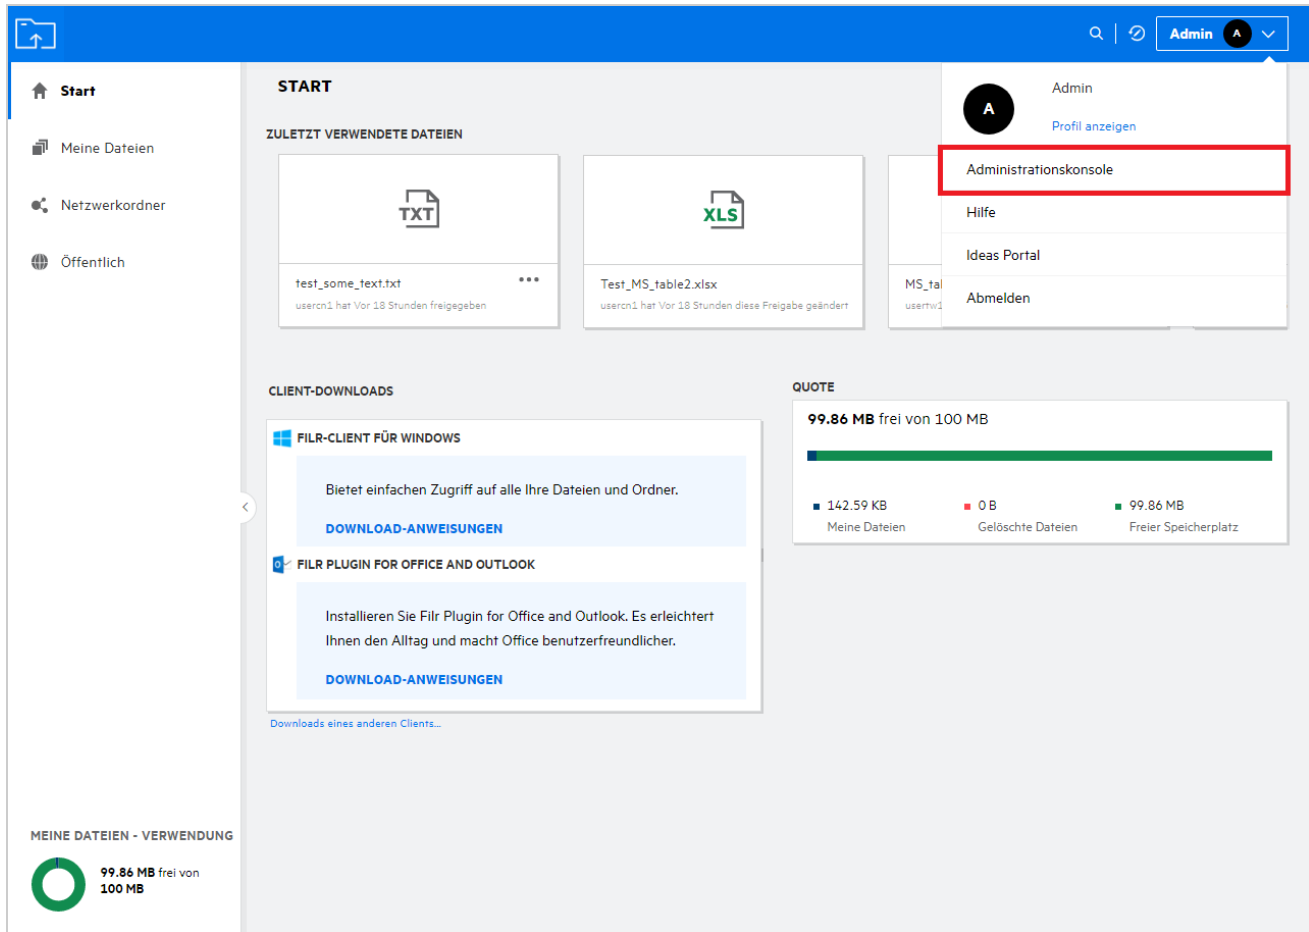 Admin
A
Start
Meine Dateien
Netzwerkordner
Öffentlich
START
ZULETZT VERWENDETE DATEIEN
TXT
test_some_text.txt
usercn1 hat Vor 18 Stunden freigegeben
XLS
Test_MS_table2.xlsx
usercn1 hat Vor 18 Stunden diese Freigabe geändert
MS_tal
usertw1
A
Admin
Profil anzeigen
Administrationskonsole
Hilfe
Ideas Portal
Abmelden
CLIENT-DOWNLOADS
FILR-CLIENT FÜR WINDOWS
Bietet einfachen Zugriff auf alle Ihre Dateien und Ordner.
DOWNLOAD-ANWEISUNGEN
FILR PLUGIN FOR OFFICE AND OUTLOOK
Installieren Sie Filr Plugin for Office and Outlook. Es erleichtert
Ihnen den Alltag und macht Office benutzerfreundlicher.
DOWNLOAD-ANWEISUNGEN
Downloads eines anderen Clients...
QUOTE
99.86 MB frei von 100 MB
142.59 KB
Meine Dateien
0 B
Gelöschte Dateien
99.86 MB
Freier Speicherplatz
MEINE DATEIEN - VERWENDUNG
99.86 MB frei von
100 MB